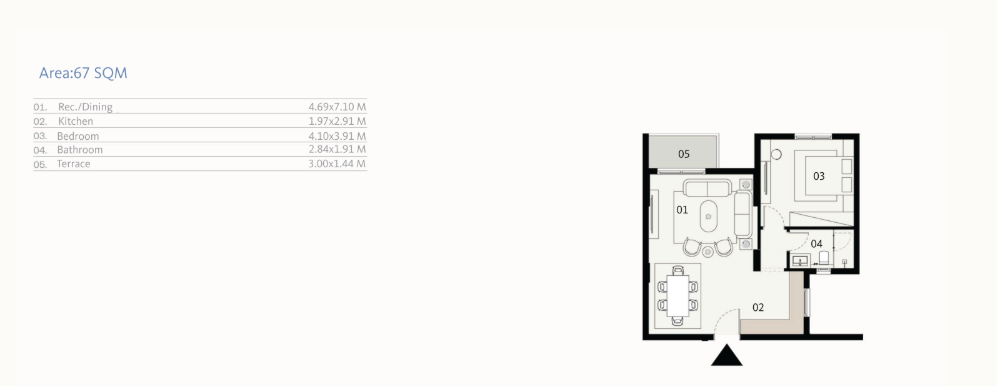 Area:67 SQM
01. Rec./Dining 4.69x7.10 M
02. Kitchen 1.97x2.91 M
03. Bedroom 4.10x3.91 M
04. Bathroom 2.84x1.91 M
05. Terrace 3.00x1.44 M
05
03
01
04
02